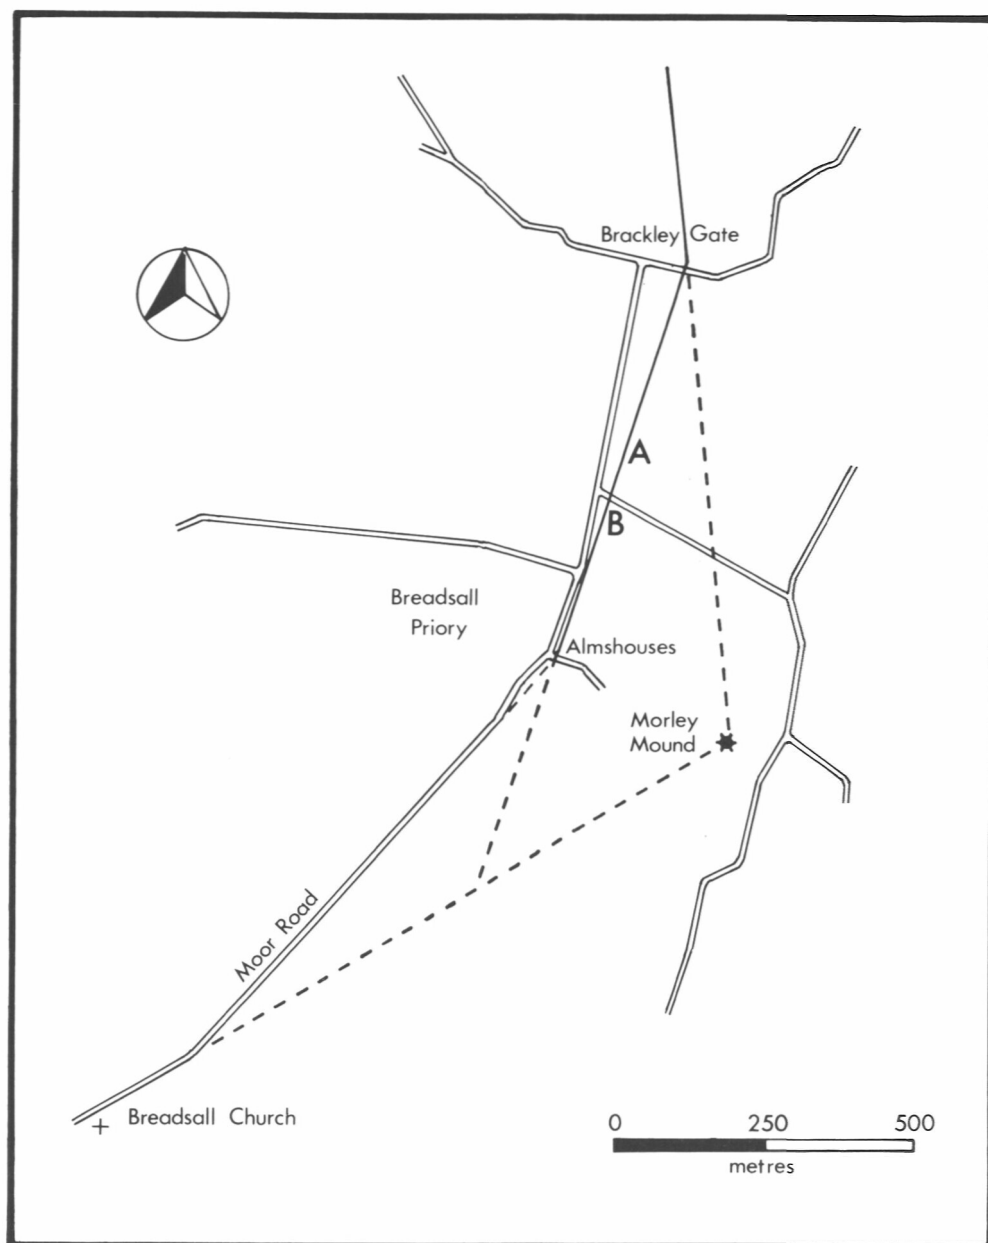 Brackley Gate
A
B
Breadsall
Priory
Almshouses
Morley
Mound
Moor Road
Breadsall Church
0 250 500
metres